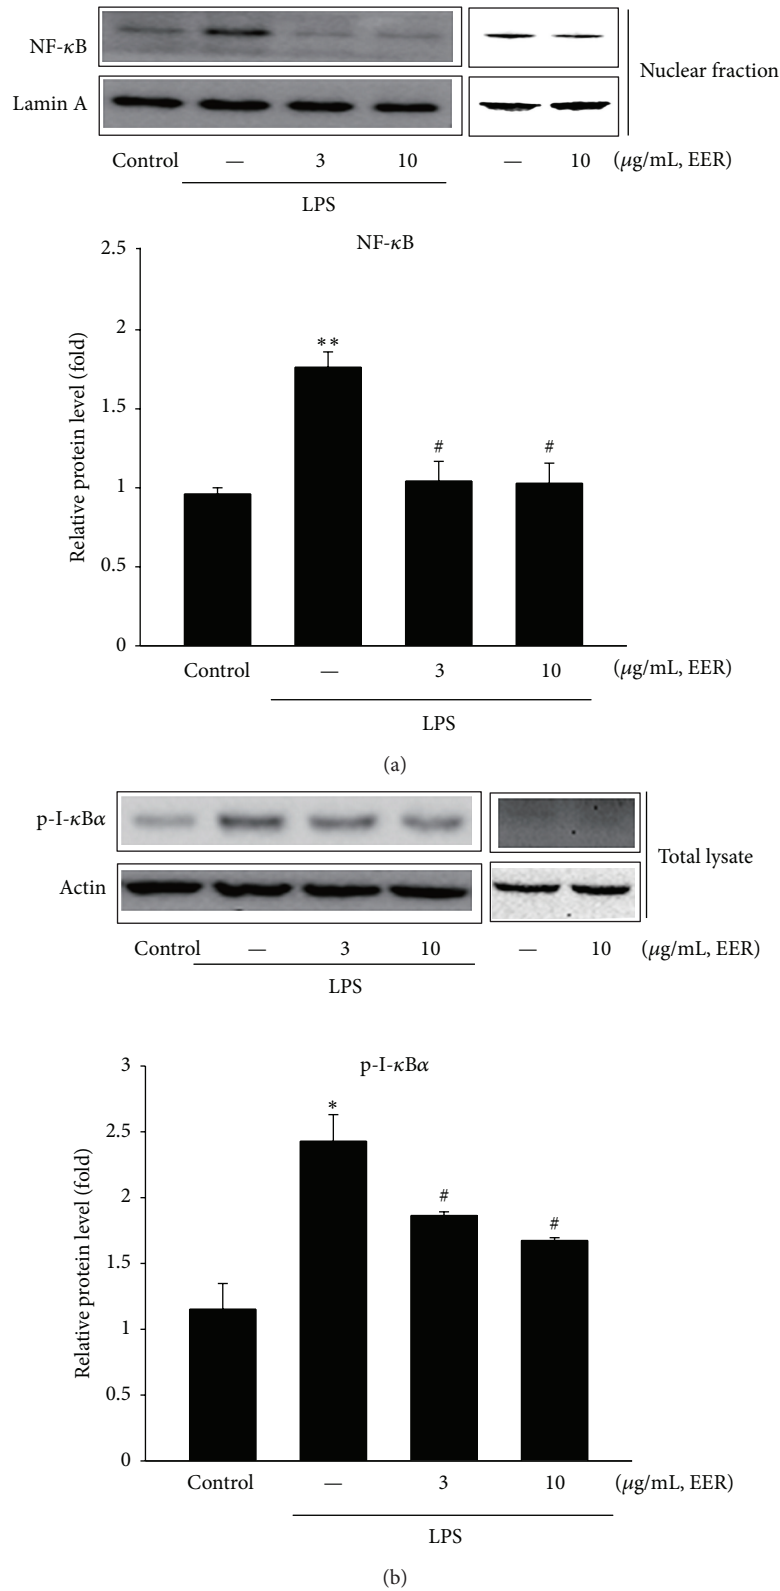 NF-κB
Nuclear fraction
Lamin A
Control — 3 10 — 10 (μg/mL, EER)
LPS
NF-κB
2.5
2
1.5
1
0.5
0
Relative protein level (fold)
**
#
#
Control — 3 10 (μg/mL, EER)
LPS
(a)
p-I-κBα
Total lysate
Actin
Control — 3 10 — 10 (μg/mL, EER)
LPS
p-I-κBα
3
2.5
2
1.5
1
0.5
0
Relative protein level (fold)
*
#
#
Control — 3 10 (μg/mL, EER)
LPS
(b)